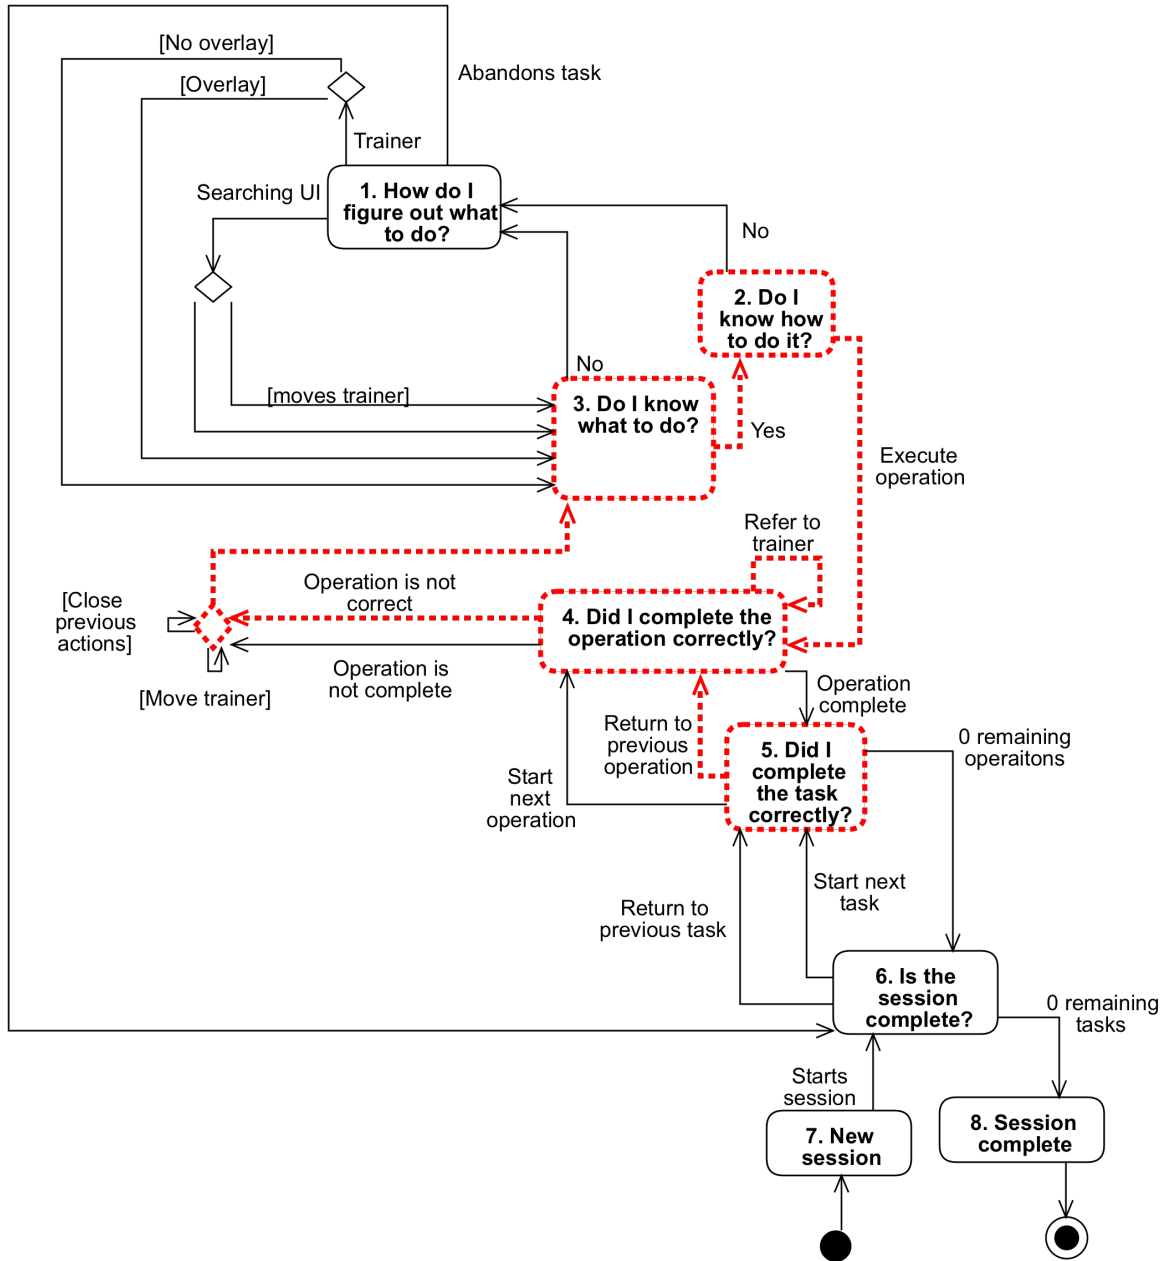 [No overlay]
Abandons task
[Overlay]
Trainer
Searching UI
1. How do I
figure out what
to do?
No
2. Do I
know how
to do it?
No
[moves trainer]
3. Do I know
what to do?
Yes
Execute
operation
Refer to
trainer
Operation is not
correct
[Close
previous
actions]
4. Did I complete the
operation correctly?
Operation is
not complete
[Move trainer]
Operation
complete
Return to
previous
operation
5. Did I
complete
the task
correctly?
0 remaining
operaitons
Start
next
operation
Start next
task
Return to
previous task
6. Is the
session
complete?
0 remaining
tasks
Starts
session
7. New
session
8. Session
complete